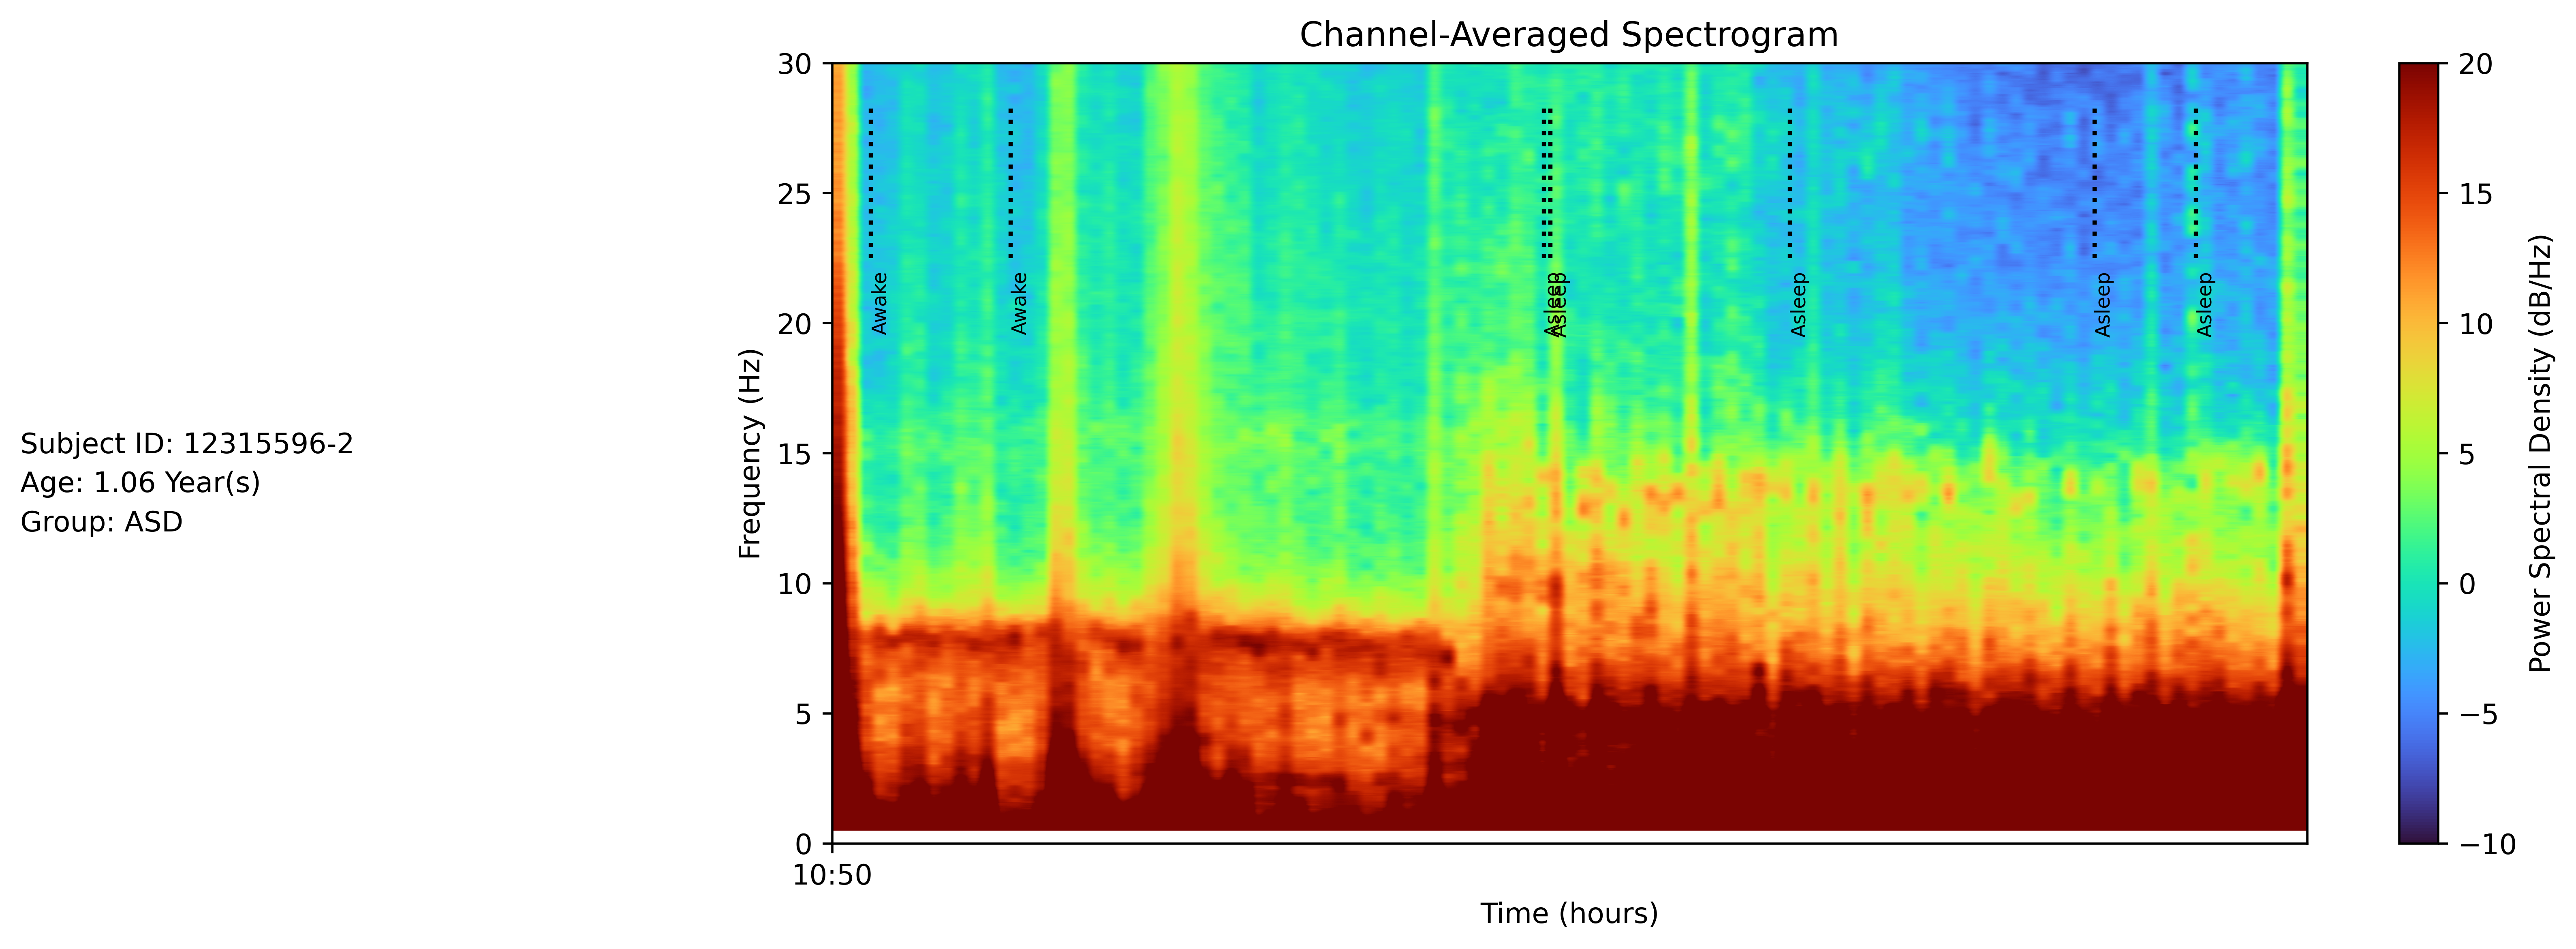 Channel-Averaged Spectrogram
Subject ID: 12315596-2
Age: 1.06 Year(s)
Group: ASD
Frequency (Hz)
30
25
20
15
10
5
0
Awake
Awake
Asleep
Asleep
Asleep
Asleep
Asleep
10:50
Time (hours)
20
15
10
5
0
−5
−10
Power Spectral Density (dB/Hz)